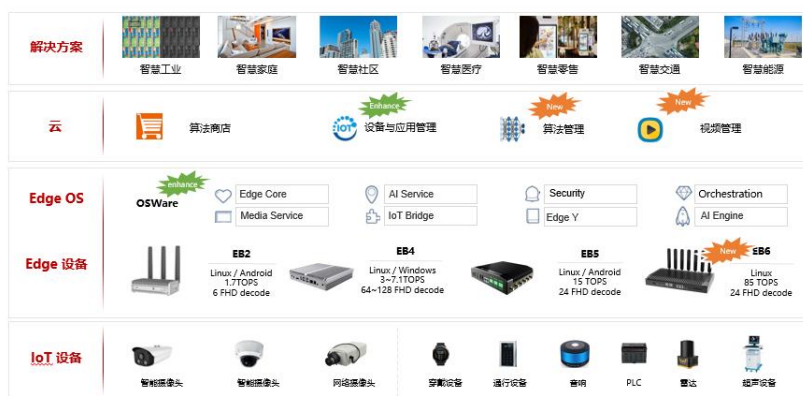 解决方案
智慧工业
智慧家庭
智慧社区
智慧医疗
智慧零售
智慧交通
智慧能源
云
算法商店
Enhance
IOT
设备与应用管理
New
算法管理
New
视频管理
Edge OS
enhance
OSWare
Edge Core
AI Service
Security
Orchestration
Media Service
IoT Bridge
Edge Y
AI Engine
Edge 设备
EB2
Linux / Android
1.7TOPS
6 FHD decode
EB4
Linux / Windows
3~7.1TOPS
64~128 FHD decode
EB5
Linux / Android
15 TOPS
24 FHD decode
New
EB6
Linux
85 TOPS
24 FHD decode
IoT 设备
智能摄像头
智能摄像头
网络摄像头
穿戴设备
通行设备
音响
PLC
雷达
超声设备